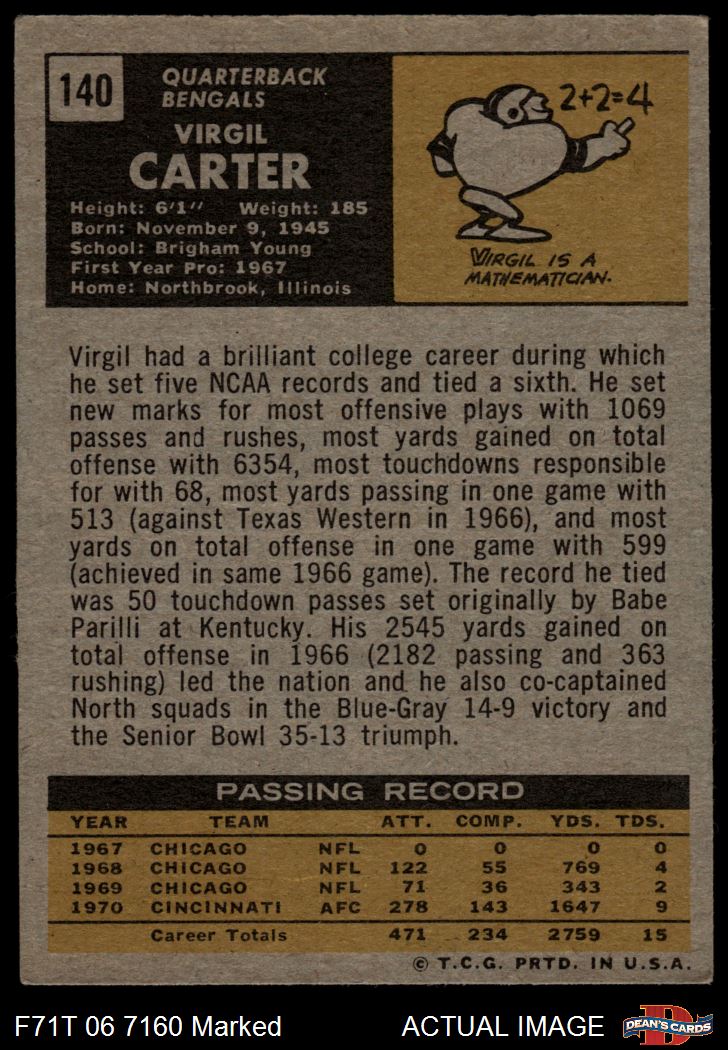 140
QUARTERBACK
BENGALS
VIRGIL
CARTER
Height: 6'1" Weight: 185
Born: November 9, 1945
School: Brigham Young
First Year Pro: 1967
Home: Northbrook, Illinois
2+2=4
VIRGIL IS A
MATHEMATICIAN.
Virgil had a brilliant college career during which
he set five NCAA records and tied a sixth. He set
new marks for most offensive plays with 1069
passes and rushes, most yards gained on total
offense with 6354, most touchdowns responsible
for with 68, most yards passing in one game with
513 (against Texas Western in 1966), and most
yards on total offense in one game with 599
(achieved in same 1966 game). The record he tied
was 50 touchdown passes set originally by Babe
Parilli at Kentucky. His 2545 yards gained on
total offense in 1966 (2182 passing and 363
rushing) led the nation and he also co-captained
North squads in the Blue-Gray 14-9 victory and
the Senior Bowl 35-13 triumph.
PASSING RECORD
YEAR TEAM ATT. COMP. YDS. TDS.
1967 CHICAGO NFL 0 0 0 0
1968 CHICAGO NFL 122 55 769 4
1969 CHICAGO NFL 71 36 343 2
1970 CINCINNATI AFC 278 143 1647 9
Career Totals 471 234 2759 15
© T.C.G. PRTD. IN U.S.A.
F71T 06 7160 Marked ACTUAL IMAGE
D
DEAN'S CARDS